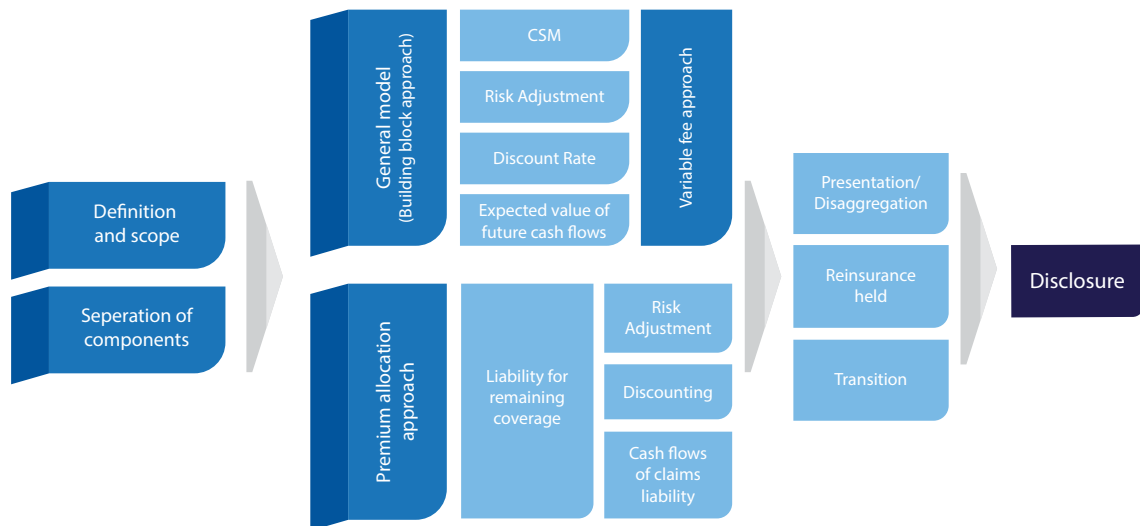 Definition
and scope
Seperation of
components
General model
(Building block approach)
CSM
Risk Adjustment
Discount Rate
Expected value of
future cash flows
Variable fee approach
Premium allocation
approach
Liability for
remaining
coverage
Risk
Adjustment
Discounting
Cash flows
of claims
liability
Presentation/
Disaggregation
Reinsurance
held
Transition
Disclosure